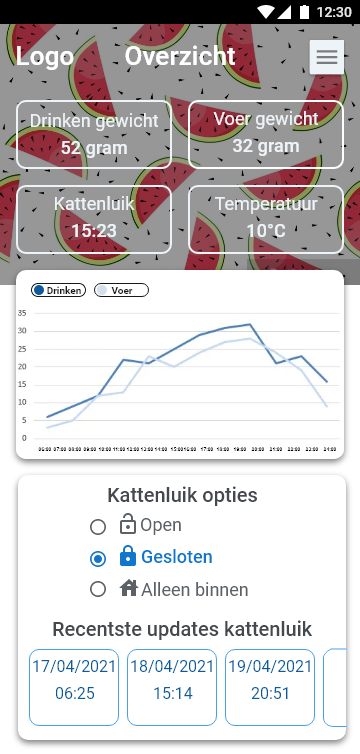 12:30
Logo Overzicht
Drinken gewicht
52 gram
Voer gewicht
32 gram
Kattenluik
15:23
Temperatuur
10°C
Drinken Voer
35
30
25
20
15
10
5
0
06:00 07:00 08:00 09:00 10:00 11:00 12:00 13:00 14:00 15:00 16:00 17:00 18:00 19:00 20:00 21:00 22:00 23:00 24:00
Kattenluik opties
Open
Gesloten
Alleen binnen
Recentste updates kattenluik
17/04/2021
06:25
18/04/2021
15:14
19/04/2021
20:51